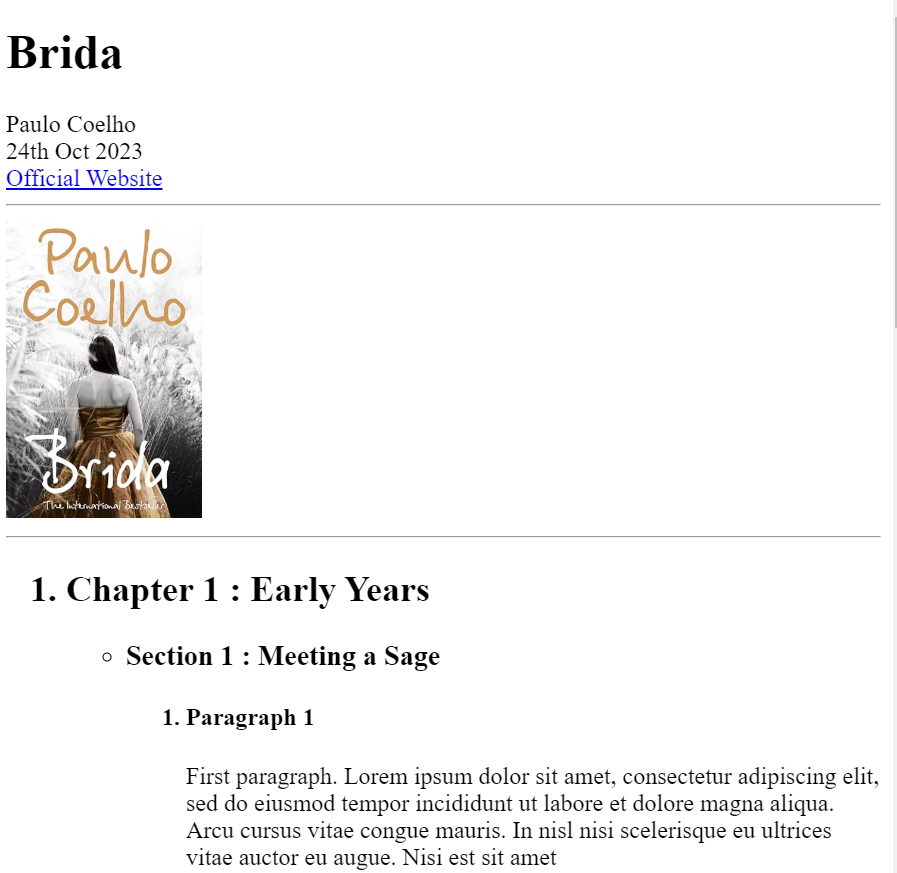 Brida
Paulo Coelho
24th Oct 2023
Official Website
Paulo
Coelho
Brida
The International Bestseller
1. Chapter 1 : Early Years
Section 1 : Meeting a Sage
1. Paragraph 1
First paragraph. Lorem ipsum dolor sit amet, consectetur adipiscing elit,
sed do eiusmod tempor incididunt ut labore et dolore magna aliqua.
Arcu cursus vitae congue mauris. In nisl nisi scelerisque eu ultrices
vitae auctor eu augue. Nisi est sit amet